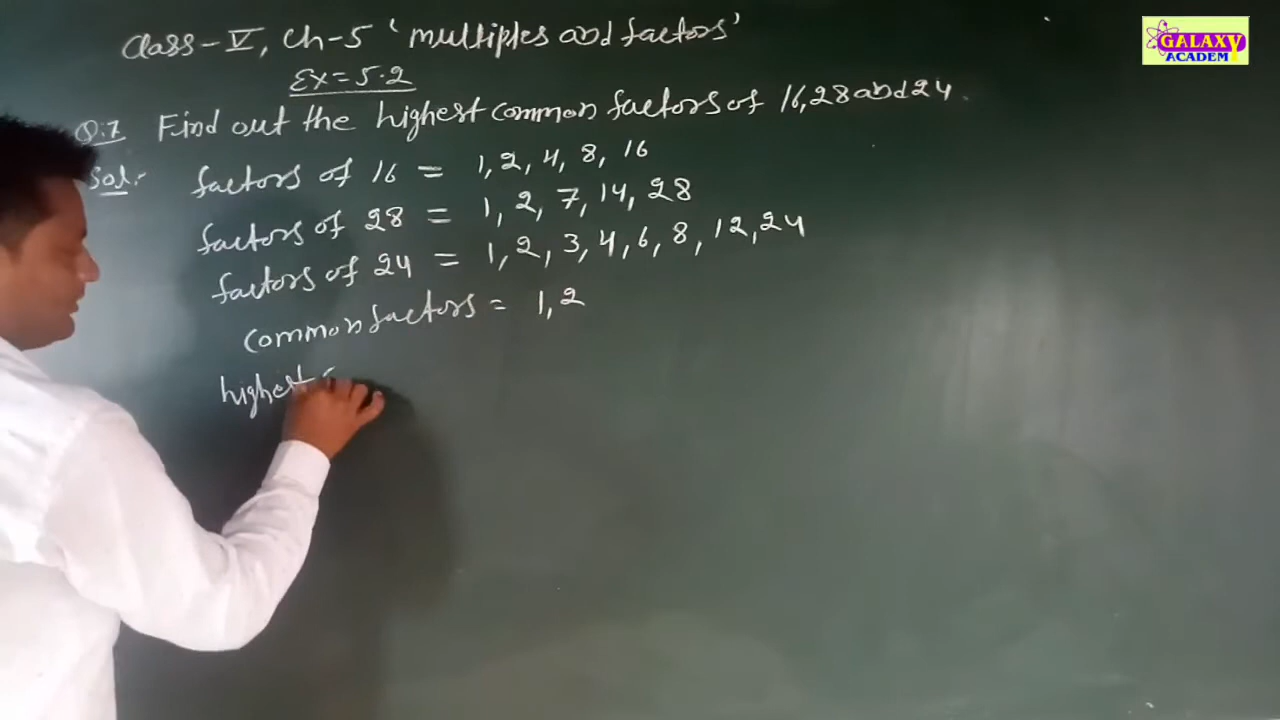 Class-V, Ch-5 'multiples and factors'
Ex=5.2
Q.7 Find out the highest common factors of 16,28 and 24.
Sol:- factors of 16 = 1,2,4,8,16
factors of 28 = 1,2,7,14,28
factors of 24 = 1,2,3,4,6,8,12,24
common factors = 1,2
highest
GALAXY
ACADEM